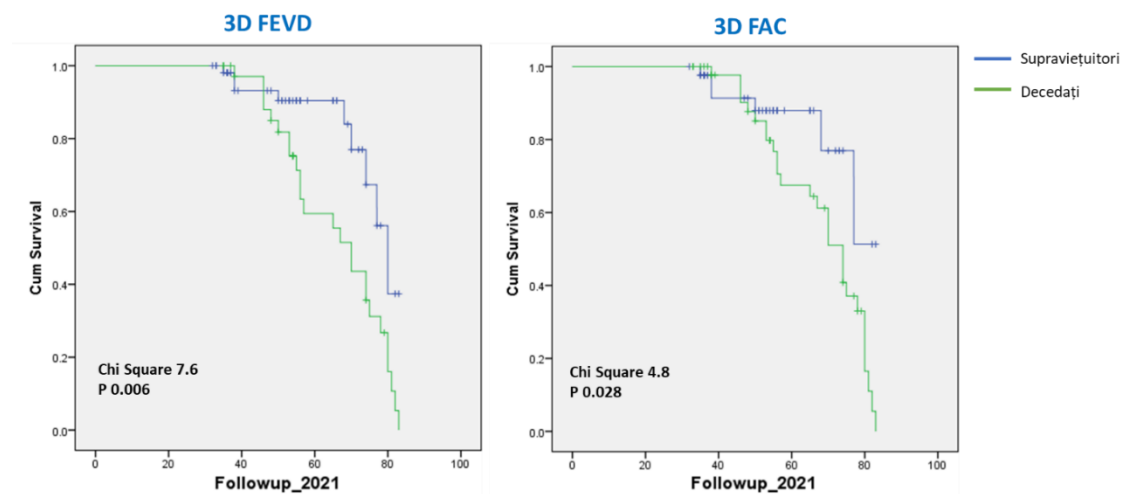 3D FEVD
1.0
0.8
0.6
0.4
0.2
0.0
Cum Survival
Chi Square 7.6
P 0.006
0 20 40 60 80 100
Followup_2021
3D FAC
1.0
0.8
0.6
0.4
0.2
0.0
Cum Survival
Chi Square 4.8
P 0.028
0 20 40 60 80 100
Followup_2021
Supraviețuitori
Decedați